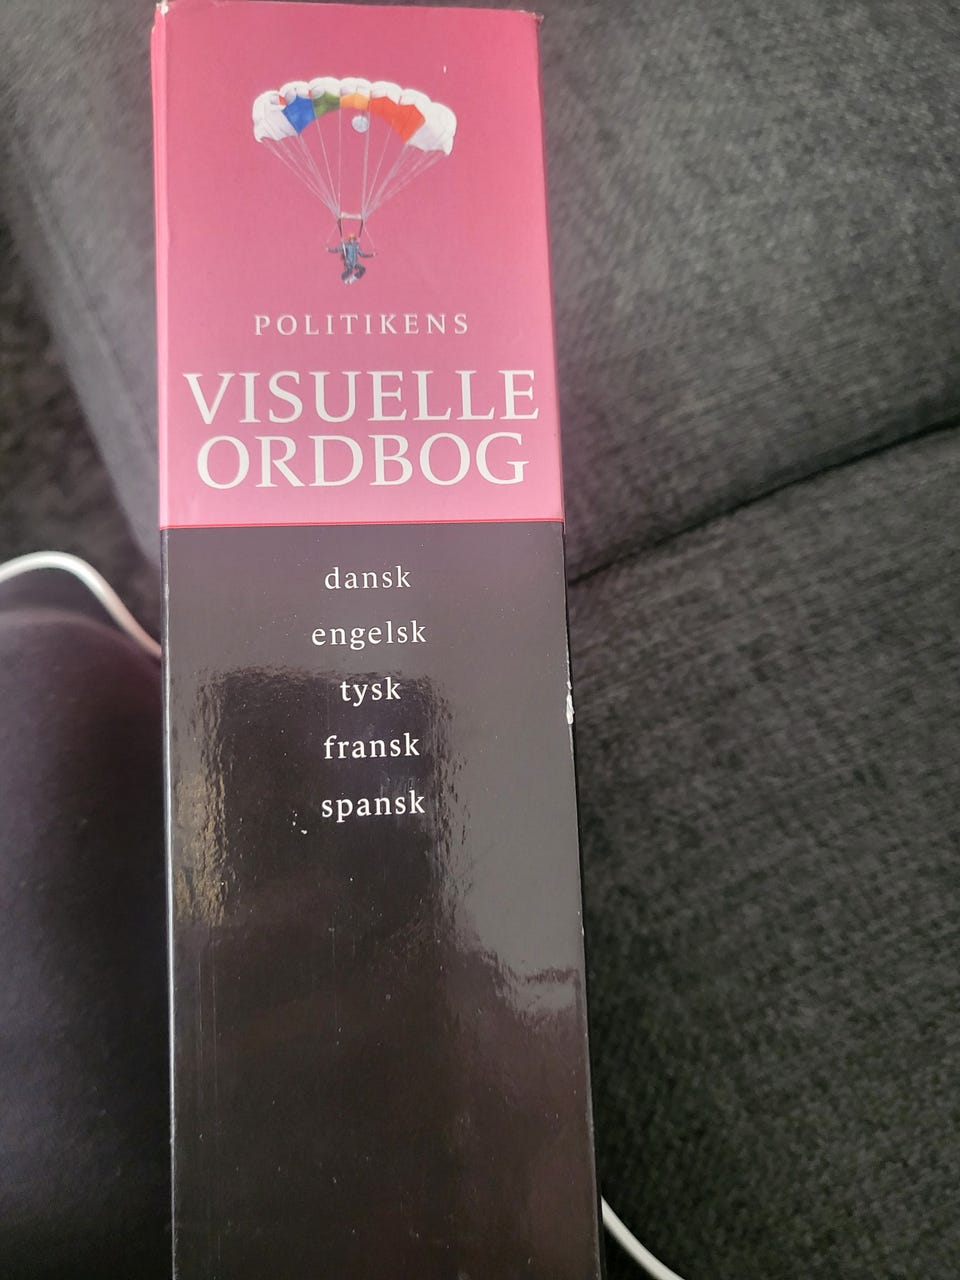 POLITIKENS
VISUELLE
ORDBOG
dansk
engelsk
tysk
fransk
spansk